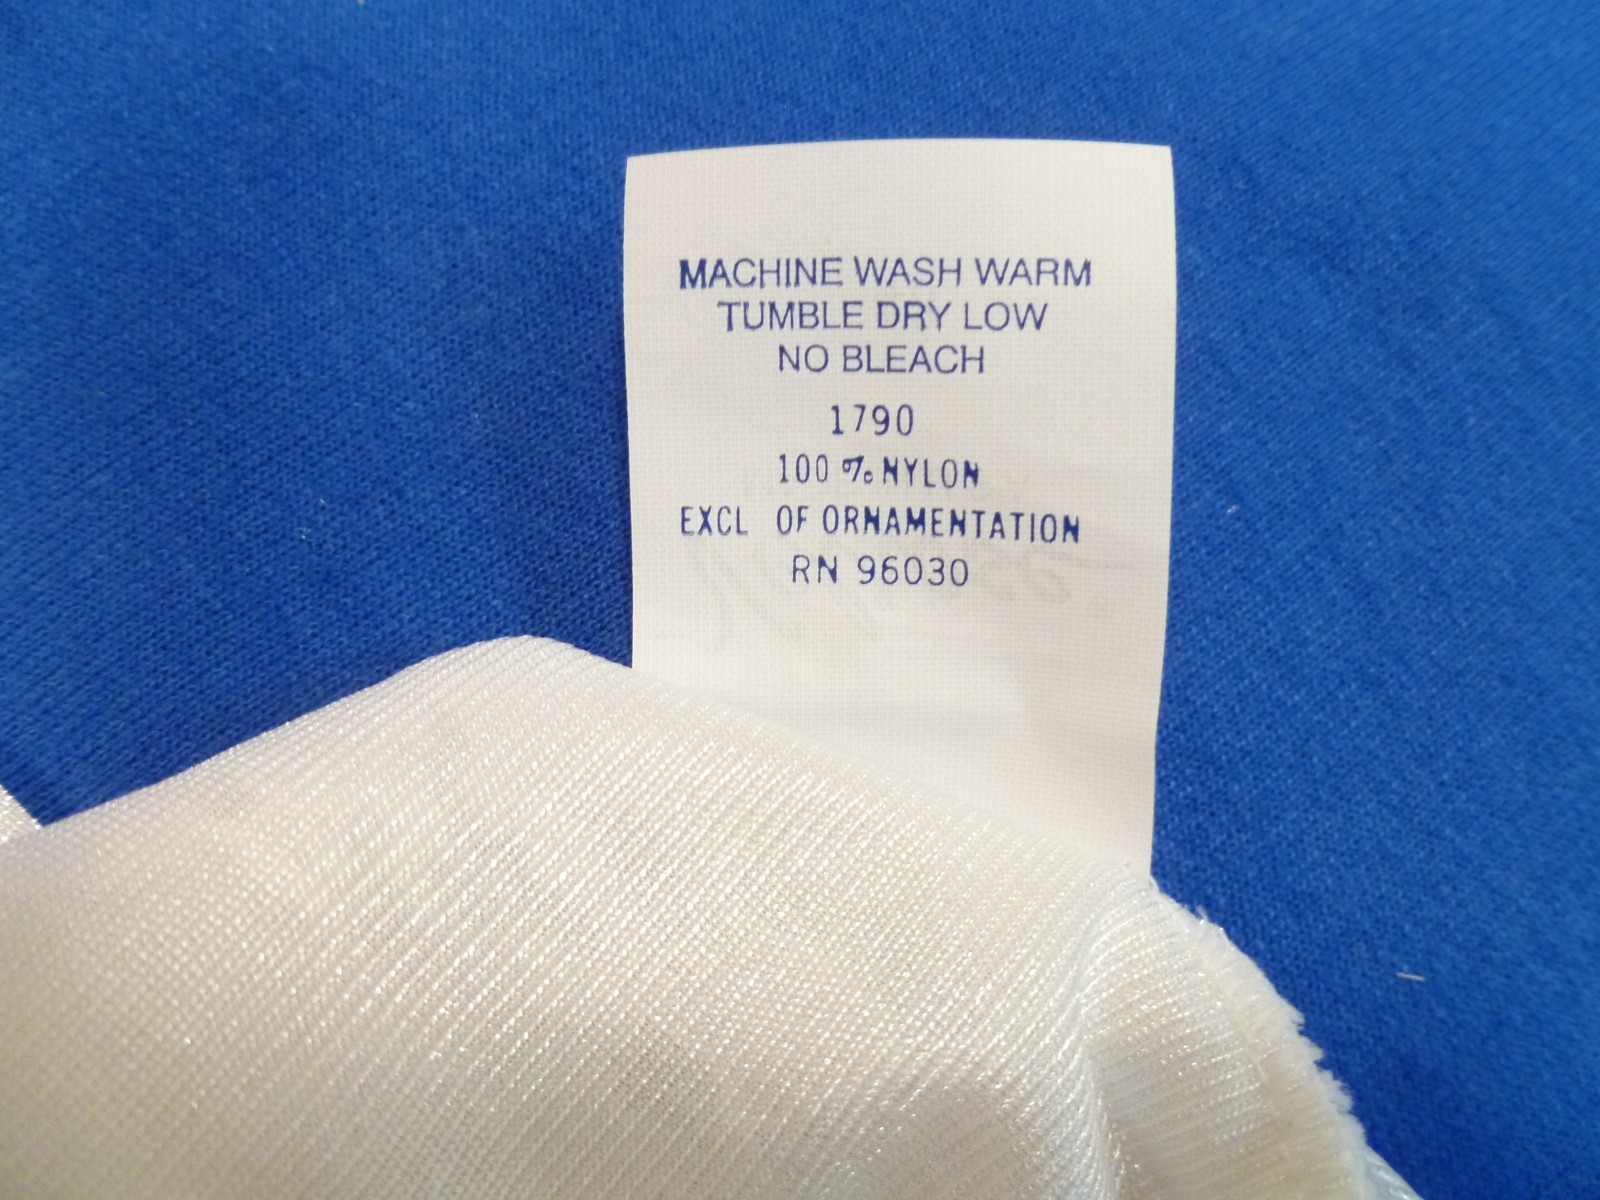 MACHINE WASH WARM
TUMBLE DRY LOW
NO BLEACH
1790
100 % NYLON
EXCL OF ORNAMENTATION
RN 96030